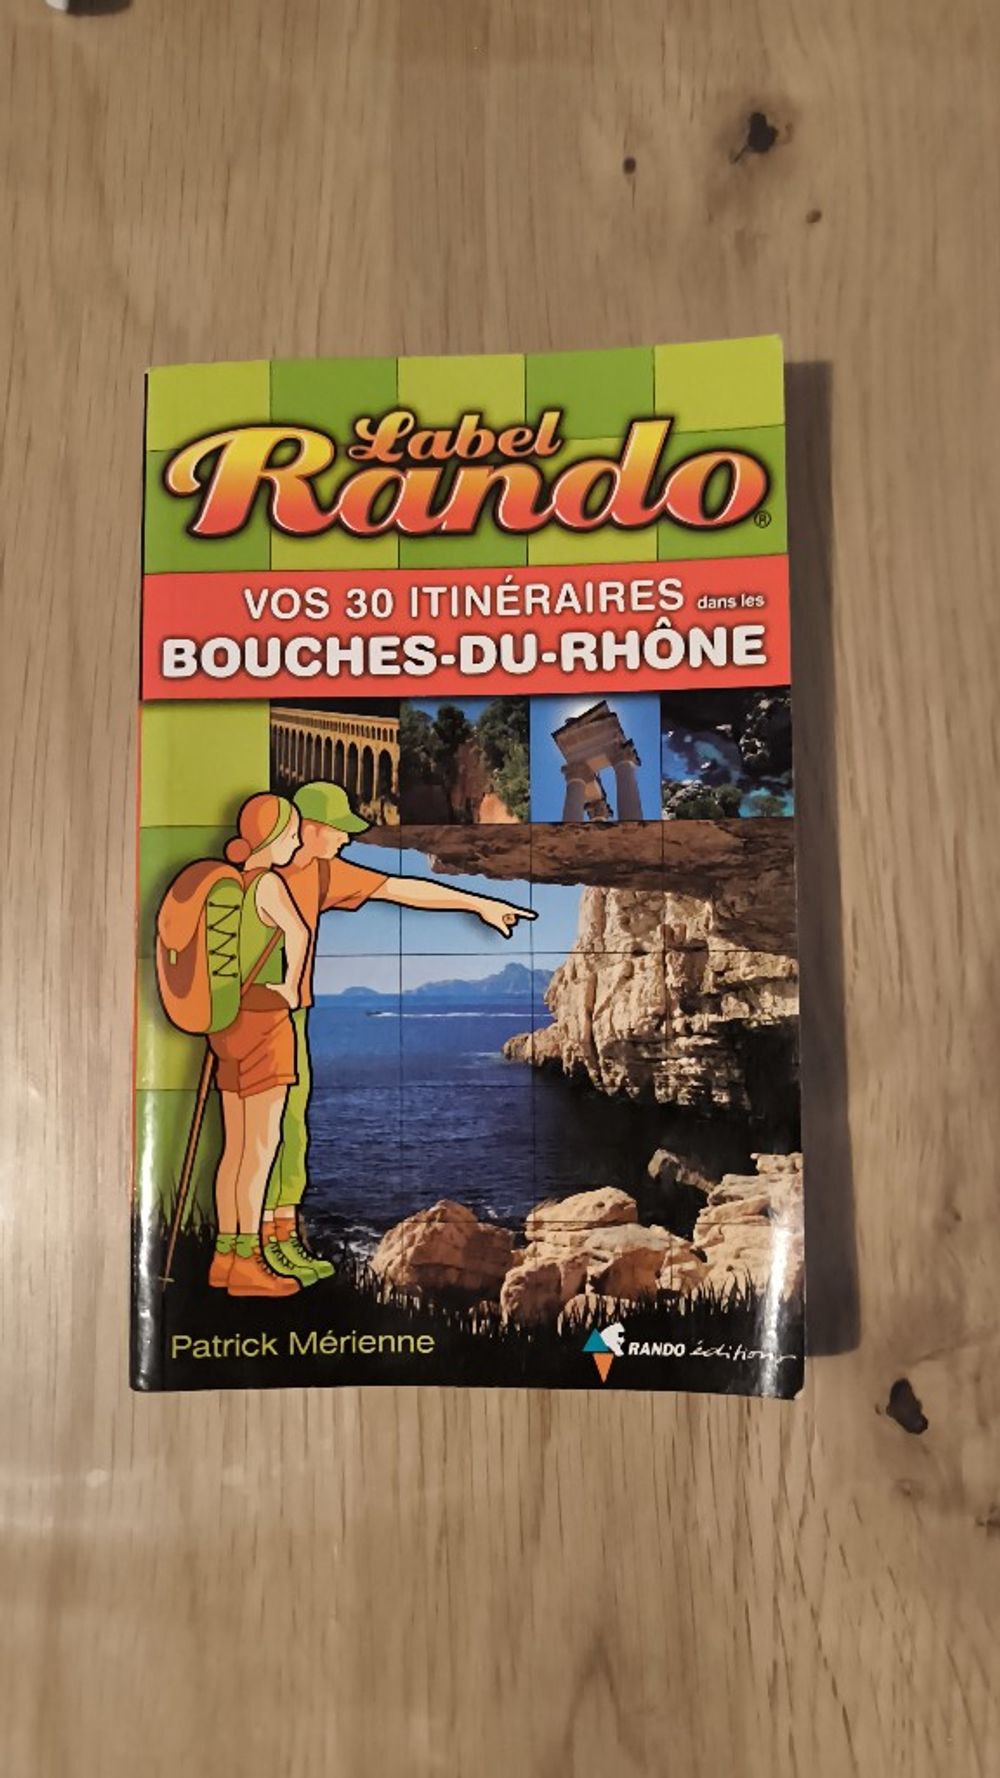 Label
Rando®
VOS 30 ITINÉRAIRES dans les
BOUCHES-DU-RHÔNE
Patrick Mérienne
RANDO éditions